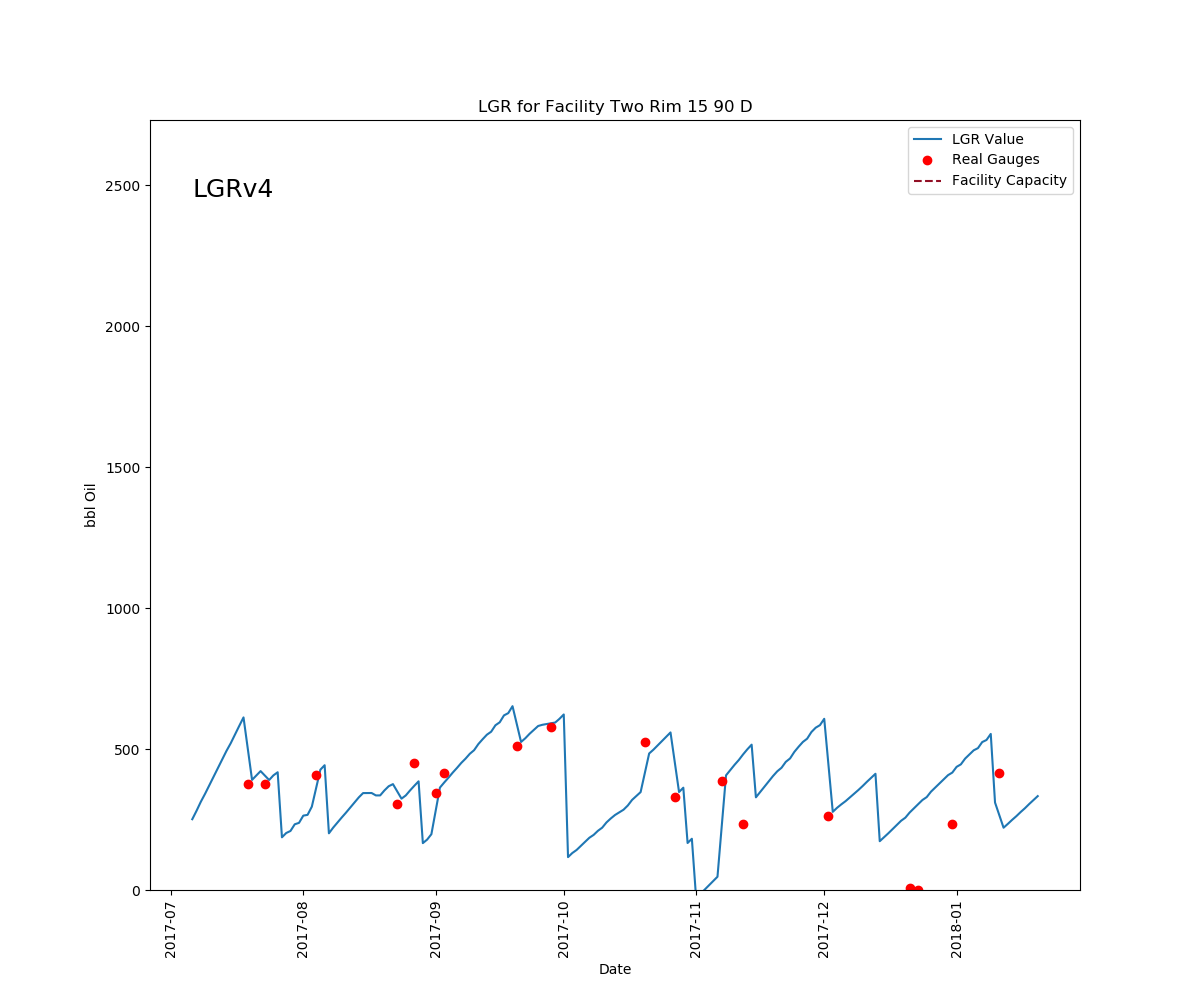 LGR for Facility Two Rim 15 90 D
LGR Value
Real Gauges
Facility Capacity
LGRv4
2500
2000
1500
1000
500
0
bbl Oil
2017-07
2017-08
2017-09
2017-10
2017-11
2017-12
2018-01
Date